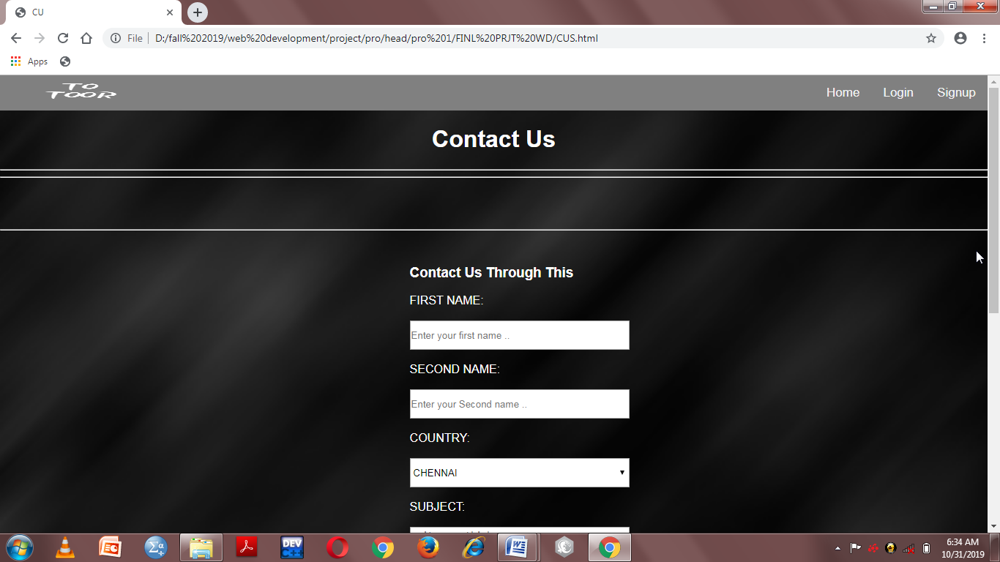 CU
File
D:/fall%202019/web%20development/project/pro/head/pro%201/FINL%20PRJT%20WD/CUS.html
Apps
TO
TOOR
Home Login Signup
Contact Us
Contact Us Through This
FIRST NAME:
Enter your first name ..
SECOND NAME:
Enter your Second name ..
COUNTRY:
CHENNAI
SUBJECT:
DEV
C++
6:34 AM
10/31/2019